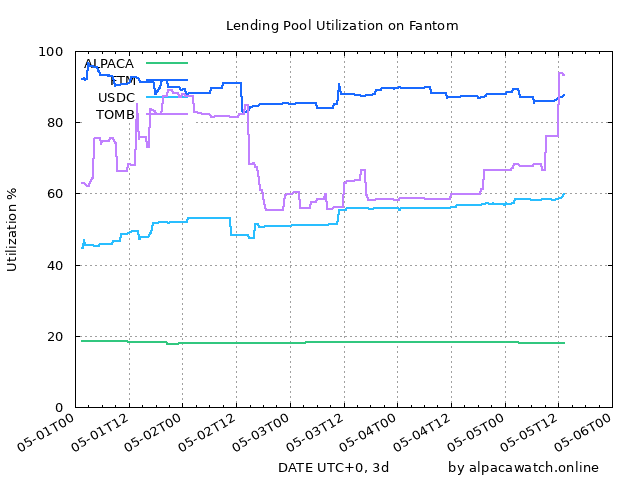 Lending Pool Utilization on Fantom
100
80
60
40
20
0
Utilization %
ALPACA
FTM
USDC
TOMB
05-01T00
05-01T12
05-02T00
05-02T12
05-03T00
05-03T12
05-04T00
05-04T12
05-05T00
05-05T12
05-06T00
DATE UTC+0, 3d
by alpacawatch.online